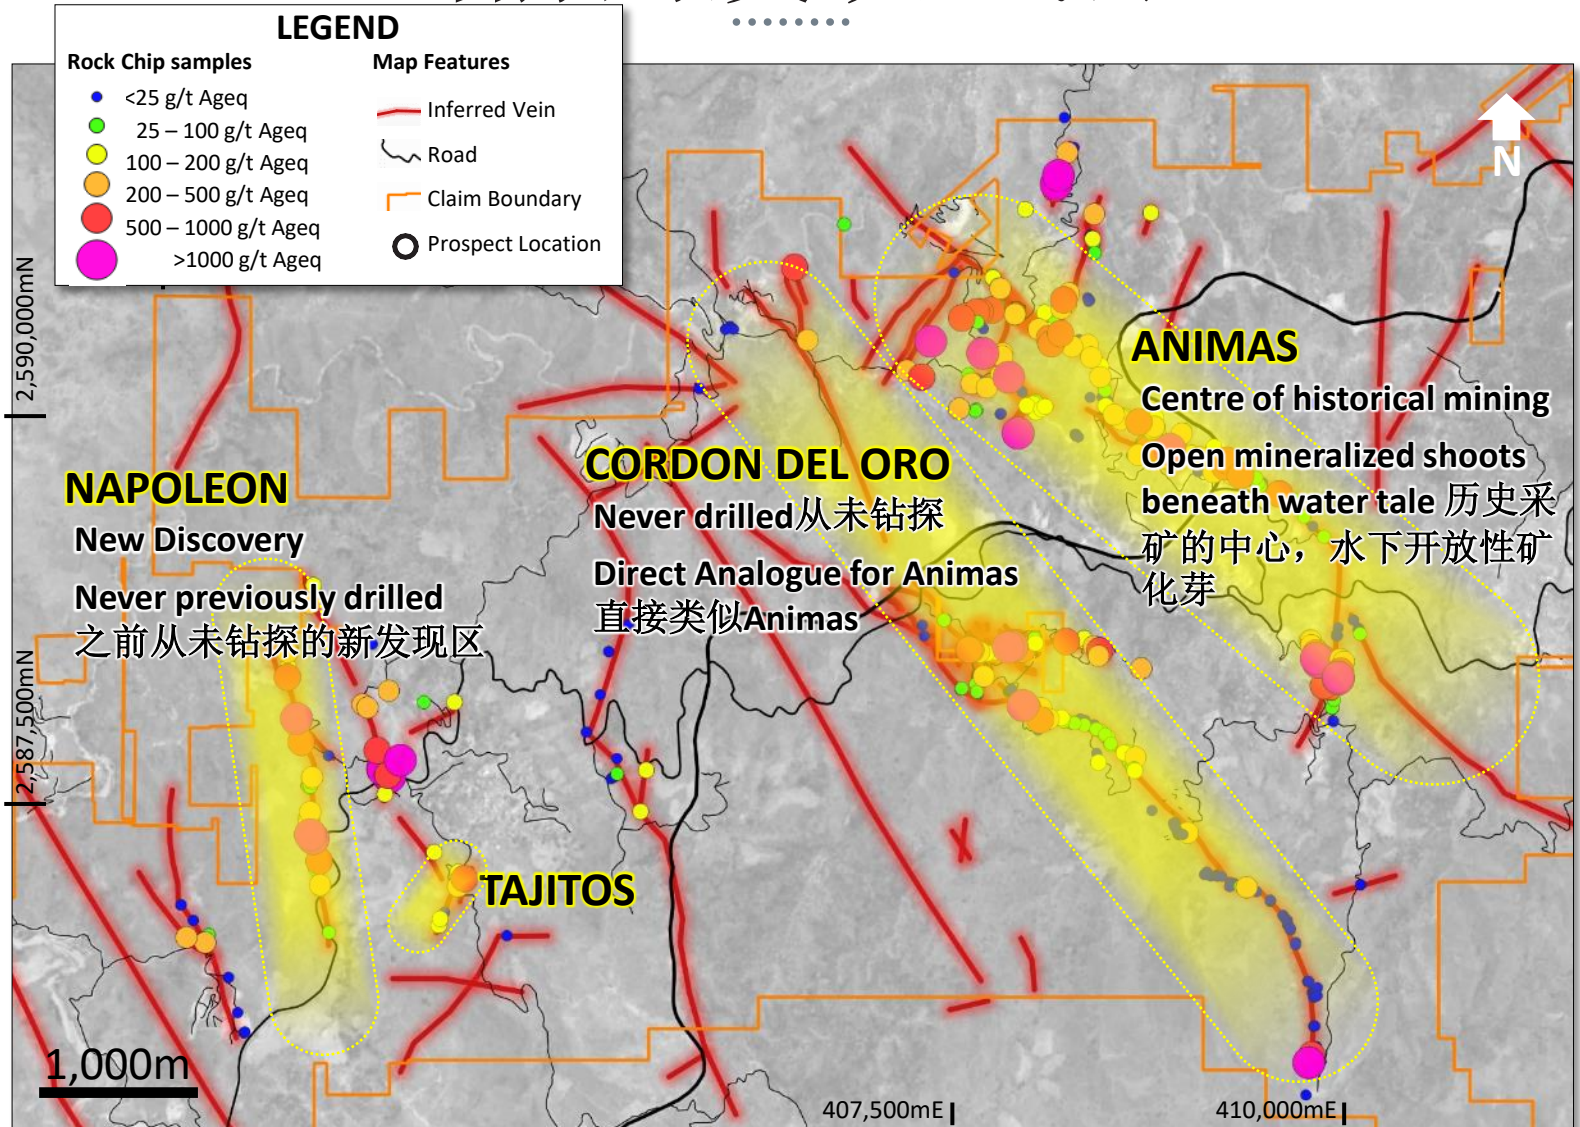 LEGEND
Rock Chip samples
<25 g/t Ageq
25 – 100 g/t Ageq
100 – 200 g/t Ageq
200 – 500 g/t Ageq
500 – 1000 g/t Ageq
>1000 g/t Ageq
Map Features
Inferred Vein
Road
Claim Boundary
Prospect Location
N
2,590,000mN
2,587,500mN
ANIMAS
Centre of historical mining
Open mineralized shoots
beneath water tale 历史采
矿的中心，水下开放性矿
化芽
CORDON DEL ORO
Never drilled从未钻探
Direct Analogue for Animas
直接类似Animas
NAPOLEON
New Discovery
Never previously drilled
之前从未钻探的新发现区
TAJITOS
1,000m
407,500mE
410,000mE